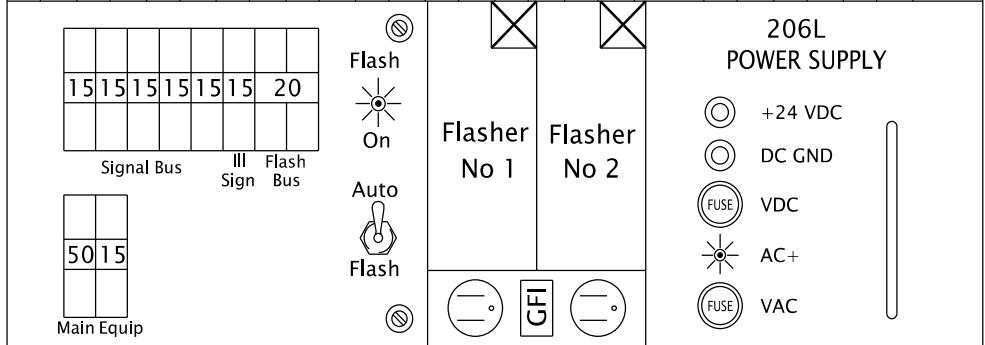 15 15 15 15 15 15 20
Signal Bus
Ill
Sign
Flash
Bus
50 15
Main Equip
Flash
On
Auto
Flash
Flasher
No 1
Flasher
No 2
GFI
206L
POWER SUPPLY
+24 VDC
DC GND
FUSE VDC
AC+
FUSE VAC